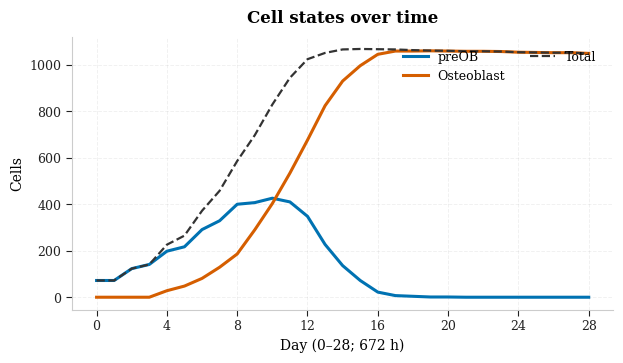 Cell states over time
Cells
1000
800
600
400
200
0
preOB
Osteoblast
Total
0 4 8 12 16 20 24 28
Day (0–28; 672 h)